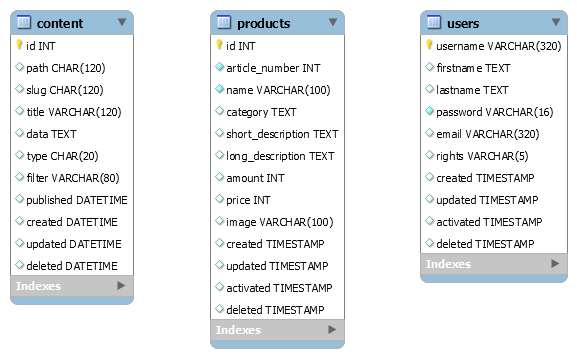 content
id INT
path CHAR(120)
slug CHAR(120)
title VARCHAR(120)
data TEXT
type CHAR(20)
filter VARCHAR(80)
published DATETIME
created DATETIME
updated DATETIME
deleted DATETIME
Indexes
products
id INT
article_number INT
name VARCHAR(100)
category TEXT
short_description TEXT
long_description TEXT
amount INT
price INT
image VARCHAR(100)
created TIMESTAMP
updated TIMESTAMP
activated TIMESTAMP
deleted TIMESTAMP
Indexes
users
username VARCHAR(320)
firstname TEXT
lastname TEXT
password VARCHAR(16)
email VARCHAR(320)
rights VARCHAR(5)
created TIMESTAMP
updated TIMESTAMP
activated TIMESTAMP
deleted TIMESTAMP
Indexes